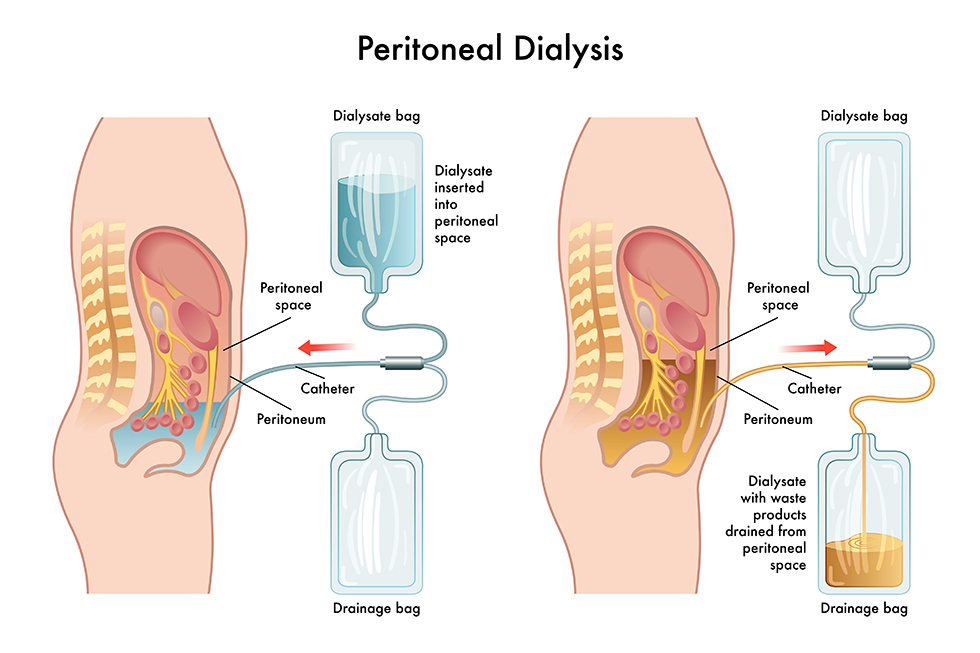 Peritoneal Dialysis
Dialysate bag
Dialysate
inserted
into
peritoneal
space
Peritoneal
space
Catheter
Peritoneum
Drainage bag
Dialysate bag
Peritoneal
space
Catheter
Peritoneum
Dialysate
with waste
products
drained from
peritoneal
space
Drainage bag